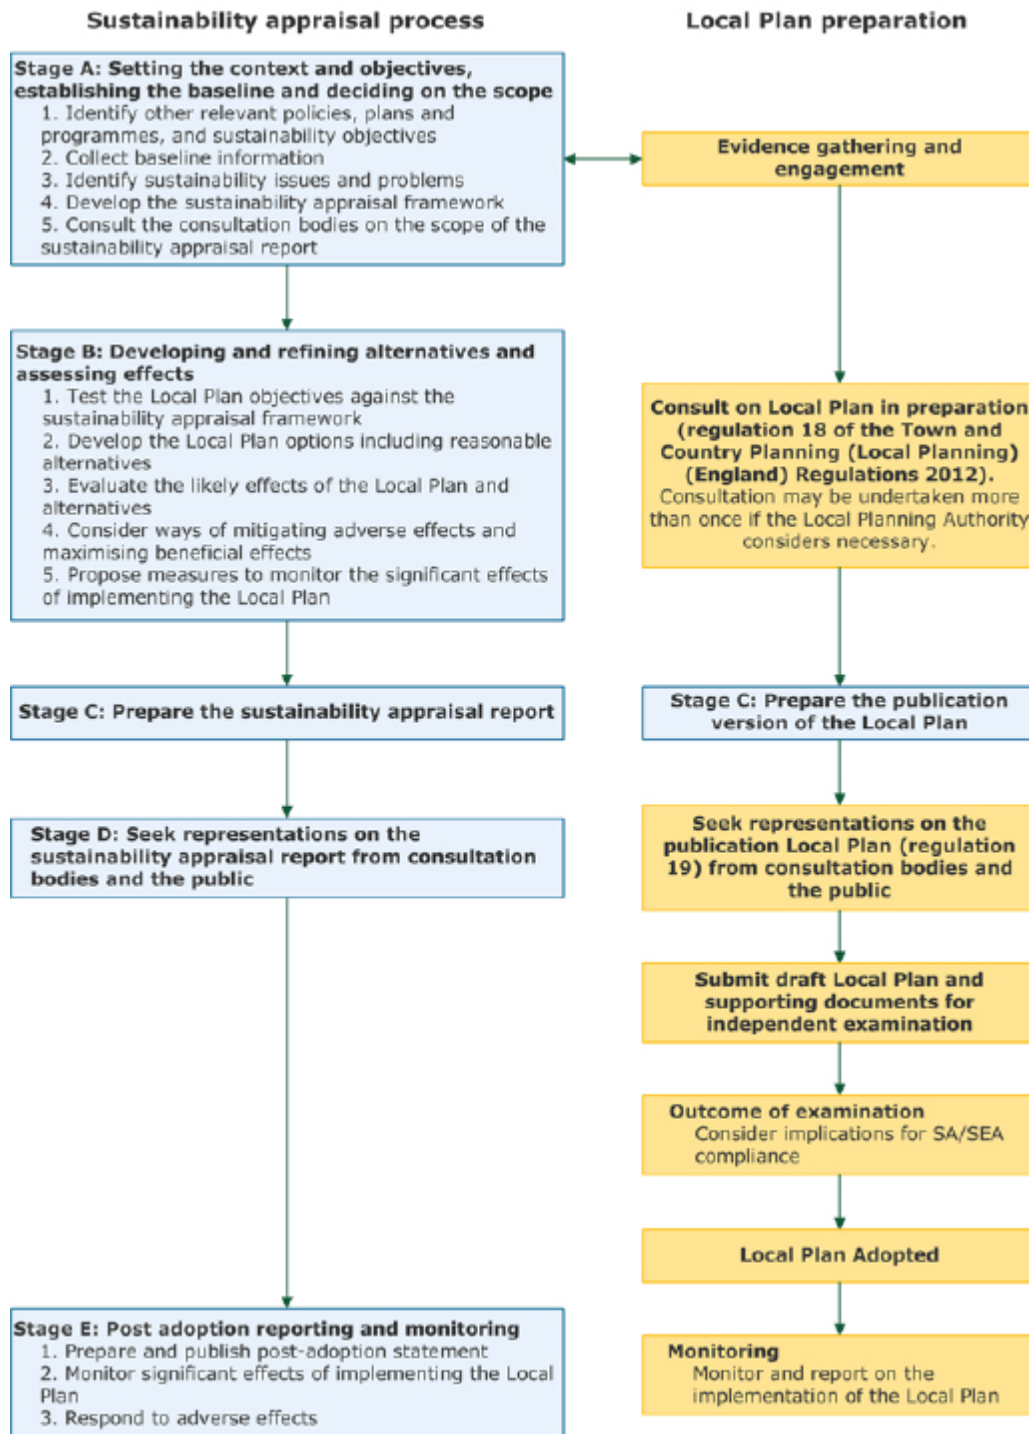 Sustainability appraisal process
Local Plan preparation
Stage A: Setting the context and objectives,
establishing the baseline and deciding on the scope
1. Identify other relevant policies, plans and
programmes, and sustainability objectives
2. Collect baseline information
3. Identify sustainability issues and problems
4. Develop the sustainability appraisal framework
5. Consult the consultation bodies on the scope of the
sustainability appraisal report
Evidence gathering and
engagement
Stage B: Developing and refining alternatives and
assessing effects
1. Test the Local Plan objectives against the
sustainability appraisal framework
2. Develop the Local Plan options including reasonable
alternatives
3. Evaluate the likely effects of the Local Plan and
alternatives
4. Consider ways of mitigating adverse effects and
maximising beneficial effects
5. Propose measures to monitor the significant effects
of implementing the Local Plan
Consult on Local Plan in preparation
(regulation 18 of the Town and
Country Planning (Local Planning)
(England) Regulations 2012).
Consultation may be undertaken more
than once if the Local Planning Authority
considers necessary.
Stage C: Prepare the sustainability appraisal report
Stage C: Prepare the publication
version of the Local Plan
Stage D: Seek representations on the
sustainability appraisal report from consultation
bodies and the public
Seek representations on the
publication Local Plan (regulation
19) from consultation bodies and
the public
Submit draft Local Plan and
supporting documents for
independent examination
Outcome of examination
Consider implications for SA/SEA
compliance
Local Plan Adopted
Stage E: Post adoption reporting and monitoring
1. Prepare and publish post-adoption statement
2. Monitor significant effects of implementing the Local
Plan
3. Respond to adverse effects
Monitoring
Monitor and report on the
implementation of the Local Plan